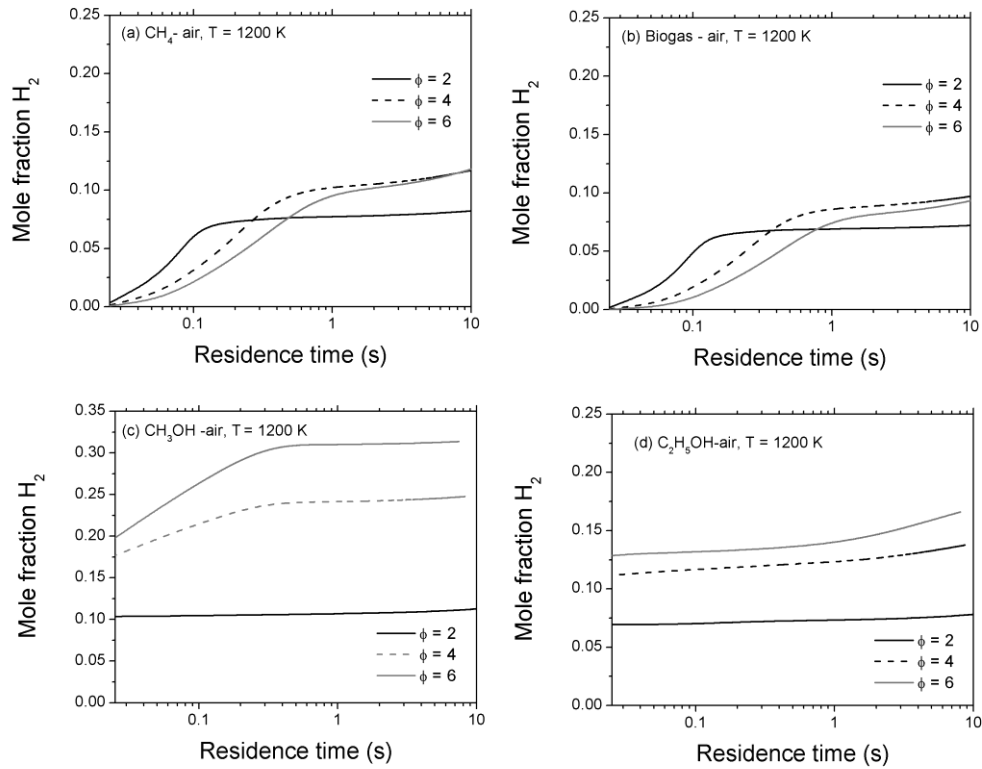 (a) CH₄- air, T = 1200 K
ϕ = 2
ϕ = 4
ϕ = 6
Mole fraction H₂
0.25
0.20
0.15
0.10
0.05
0.00
0.1
1
10
Residence time (s)
(b) Biogas - air, T = 1200 K
ϕ = 2
ϕ = 4
ϕ = 6
Mole fraction H₂
0.25
0.20
0.15
0.10
0.05
0.00
0.1
1
10
Residence time (s)
(c) CH₃OH -air, T = 1200 K
Mole fraction H₂
0.35
0.30
0.25
0.20
0.15
0.10
0.05
0.00
ϕ = 2
ϕ = 4
ϕ = 6
0.1
1
10
Residence time (s)
(d) C₂H₅OH-air, T = 1200 K
Mole fraction H₂
0.25
0.20
0.15
0.10
0.05
0.00
ϕ = 2
ϕ = 4
ϕ = 6
0.1
1
10
Residence time (s)